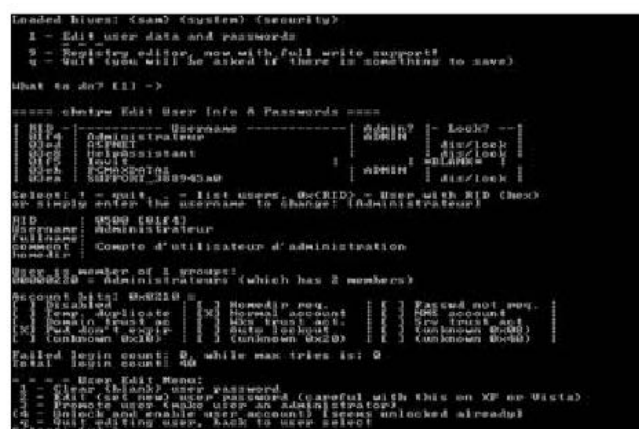 Loaded hives: <sam> <system> <security>
1 - Edit user data and passwords
9 - Registry editor, now with full write support!
q - Quit (you will be asked if there is something to save)
What to do? [1] ->
===== chntpw Edit User Info & Passwords ====
| RID -|---------- Username ------------| Admin? |- Lock? --|
| 01f4 | Administrateur | ADMIN |
| 03ed | ASPNET | | dis/lock |
| HelpAssistant | | dis/lock |
| 01f5 | | *BLANK* |
| PCMAXDATA1 | ADMIN |
| 03ea | SUPPORT_388945a0 | | dis/lock |
Select: ! - quit, . - list users, 0x<RID> - User with RID (hex)
or simply enter the username to change: [Administrateur]
RID : 0500 [01f4]
Username: Administrateur
fullname:
comment : Compte d'utilisateur d'administration
homedir :
User is member of 1 groups:
00000220 = Administrateurs (which has 2 members)
Account bits: 0x0210 =
[ ] Disabled | [ ] Homedir req. | [ ] Passwd not req. |
[ ] Temp. duplicate | [X] Normal account | [ ] NMS account |
[ ] Domain trust ac | [ ] Wks trust act. | [ ] Srv trust act |
[X] Pwd don't expir | [ ] Auto lockout | [ ] (unknown 0x08) |
[ ] (unknown 0x10) | [ ] (unknown 0x20) | [ ] (unknown 0x40) |
Failed login count: 0, while max tries is: 0
Total login count: 40
- - - - User Edit Menu:
1 - Clear (blank) user password
2 - Edit (set new) user password (careful with this on XP or Vista)
3 - Promote user (make user an administrator)
(4 - Unlock and enable user account) [seems unlocked already]
q - Quit editing user, back to user select